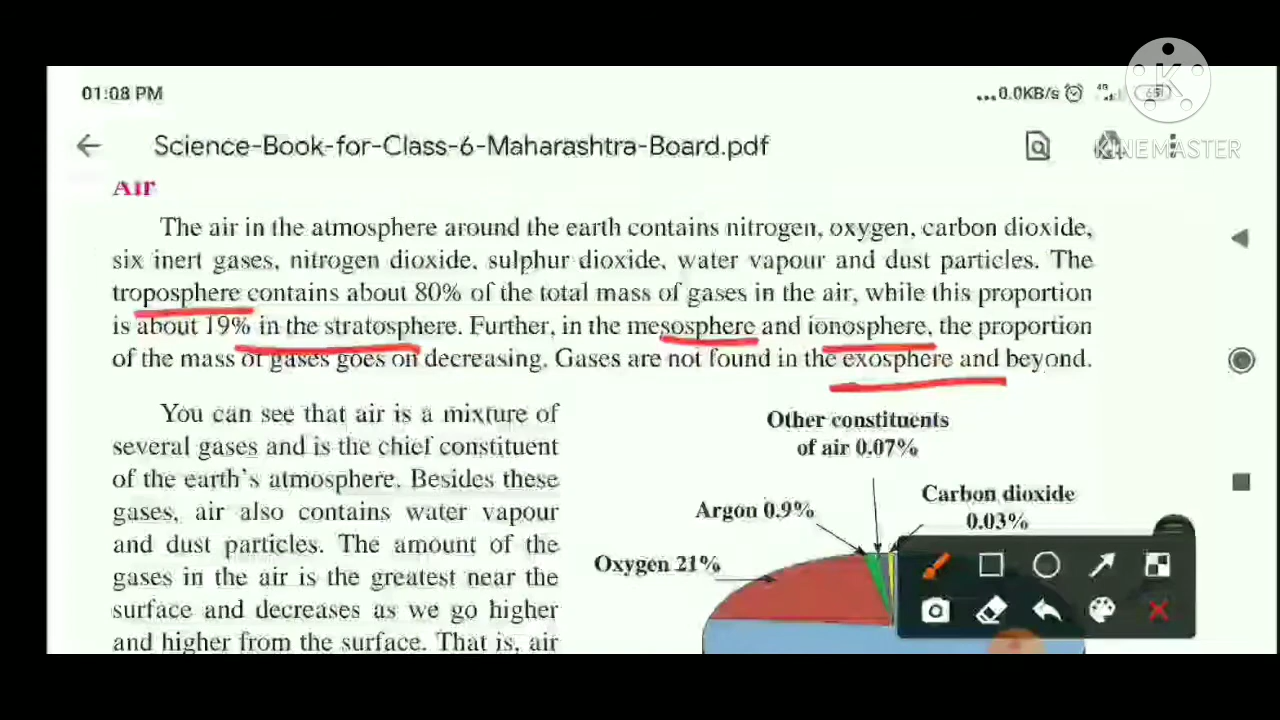 01:08 PM
...0.0KB/s 4G 65
K
KINEMASTER
Science-Book-for-Class-6-Maharashtra-Board.pdf
Air
The air in the atmosphere around the earth contains nitrogen, oxygen, carbon dioxide,
six inert gases, nitrogen dioxide, sulphur dioxide, water vapour and dust particles. The
troposphere contains about 80% of the total mass of gases in the air, while this proportion
is about 19% in the stratosphere. Further, in the mesosphere and ionosphere, the proportion
of the mass of gases goes on decreasing. Gases are not found in the exosphere and beyond.
You can see that air is a mixture of
several gases and is the chief constituent
of the earth's atmosphere. Besides these
gases, air also contains water vapour
and dust particles. The amount of the
gases in the air is the greatest near the
surface and decreases as we go higher
and higher from the surface. That is, air
Other constituents
of air 0.07%
Argon 0.9%
Carbon dioxide
0.03%
Oxygen 21%